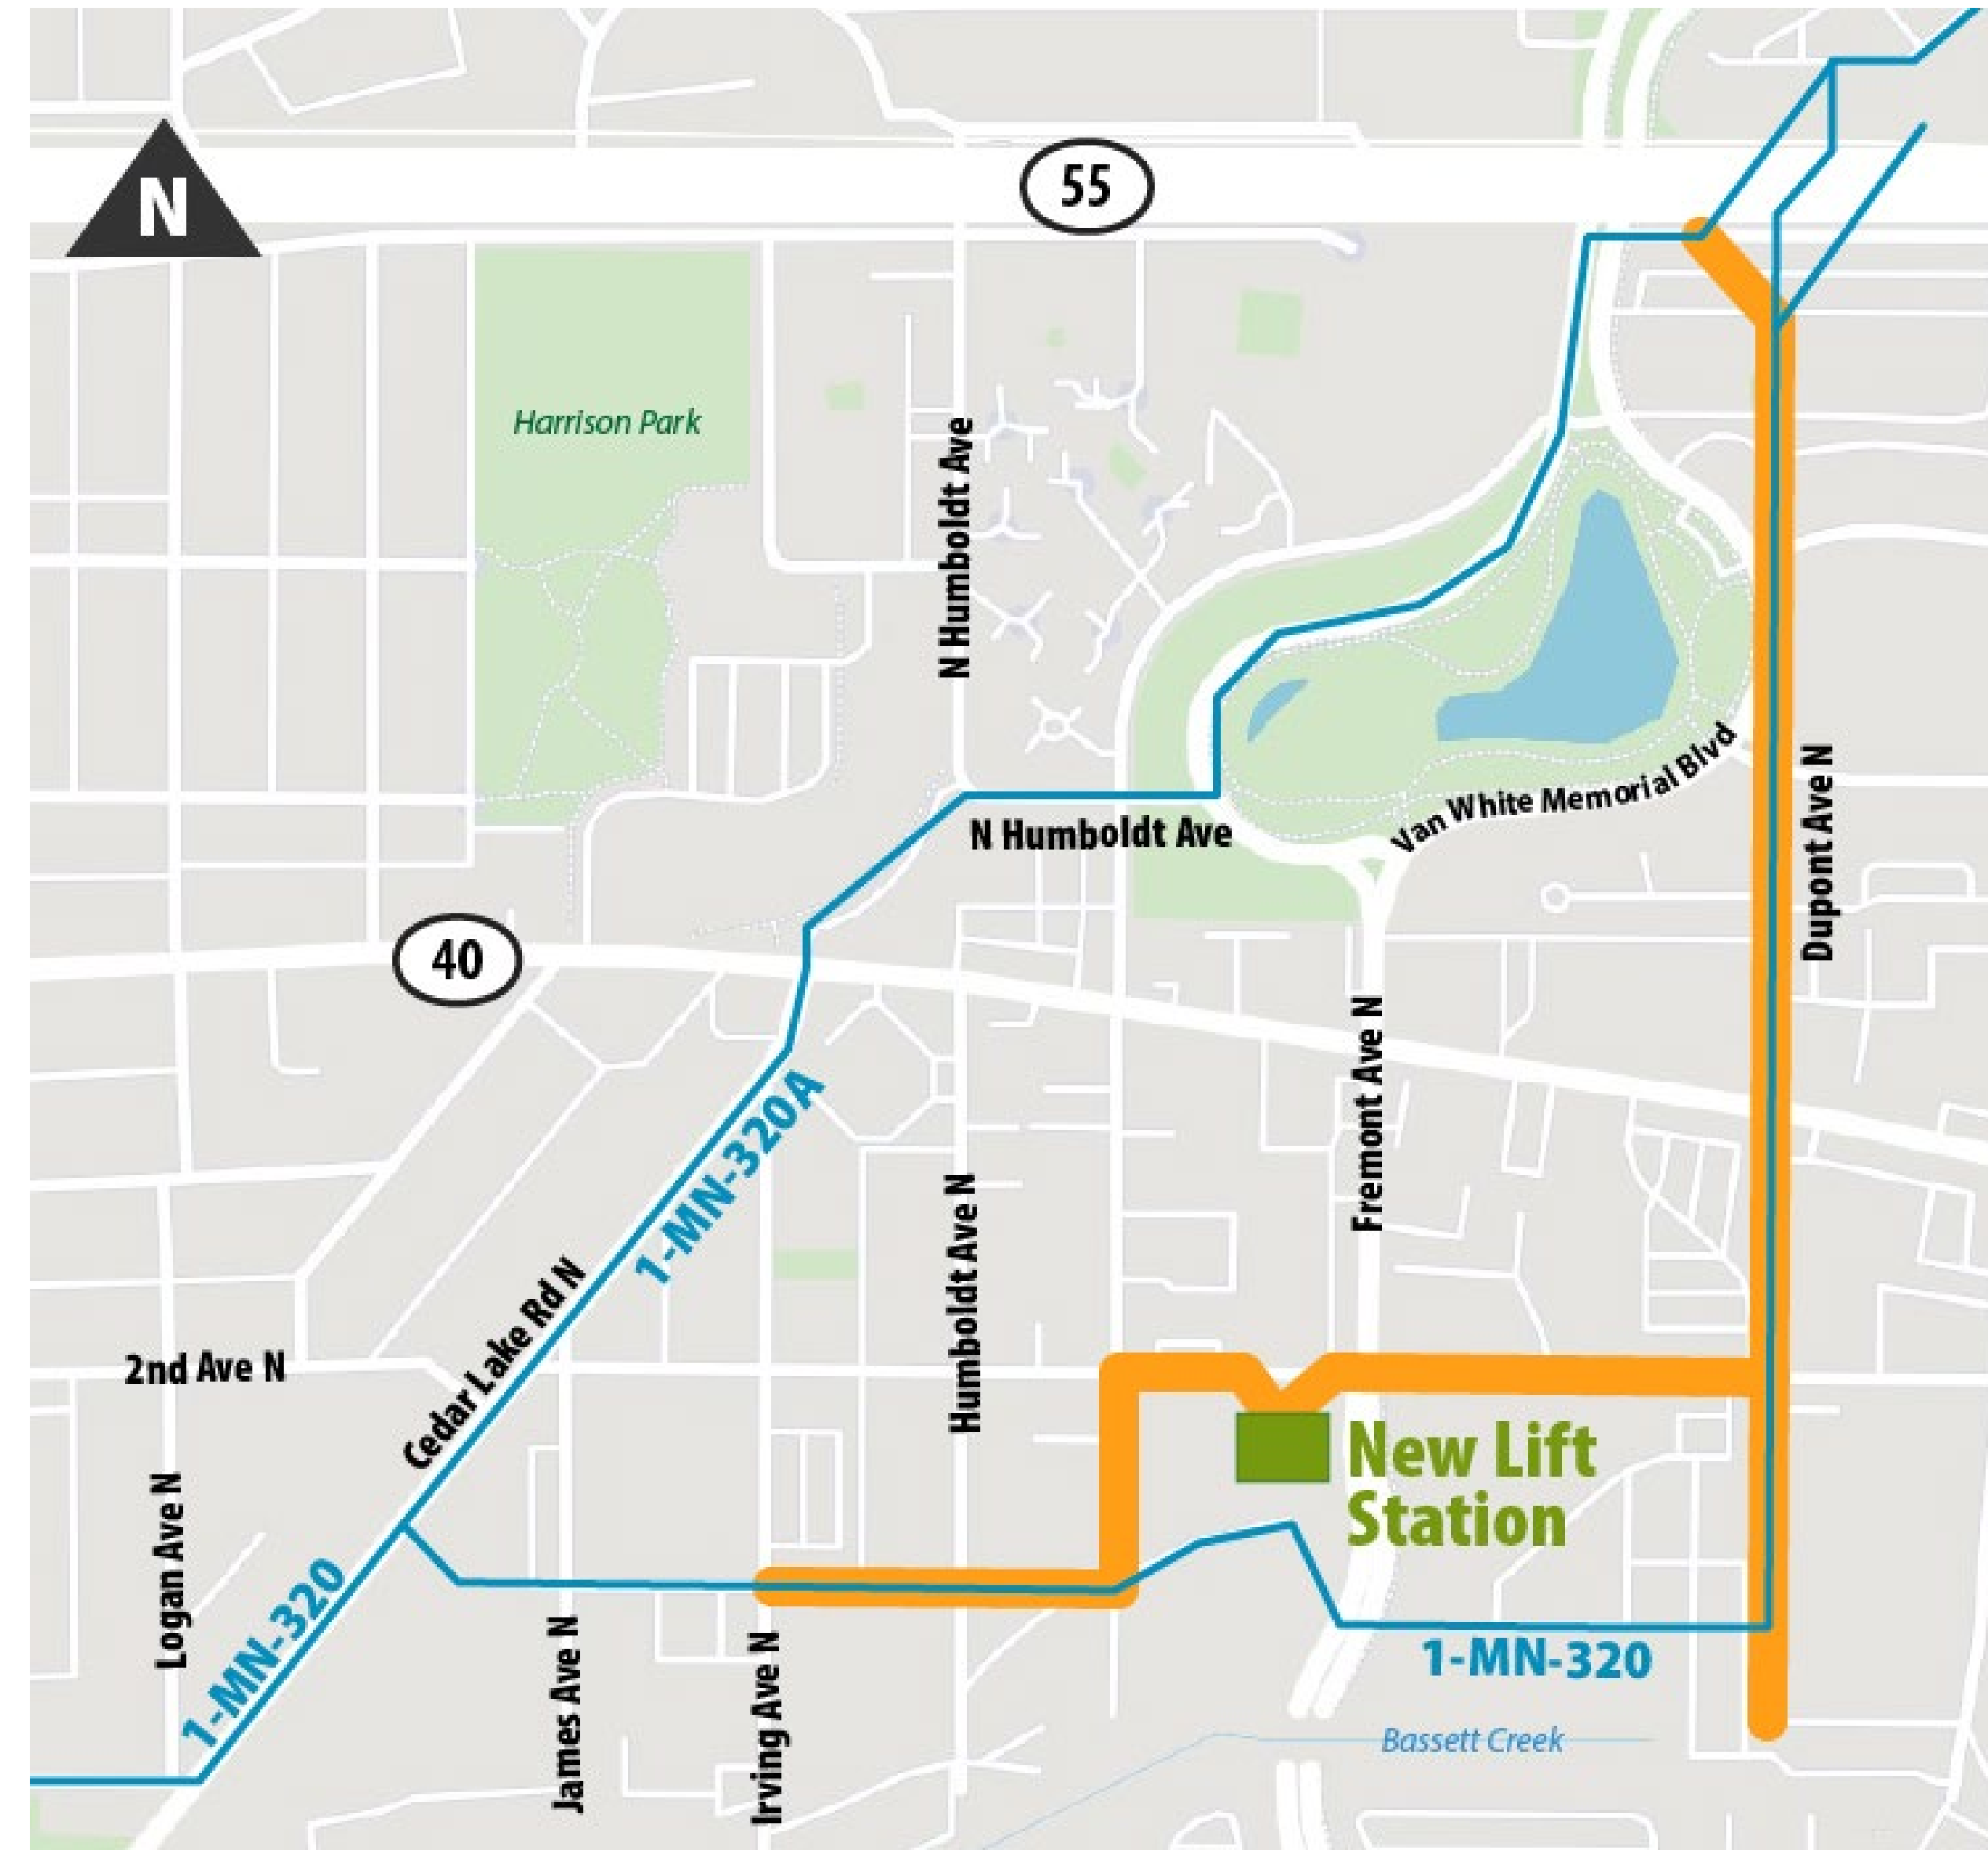 55
N
Harrison Park
N Humboldt Ave
N Humboldt Ave
Van White Memorial Blvd
Dupont Ave N
40
Fremont Ave N
1-MN-320A
Humboldt Ave N
Cedar Lake Rd N
2nd Ave N
New Lift
Station
Logan Ave N
1-MN-320
James Ave N
Irving Ave N
1-MN-320
Bassett Creek